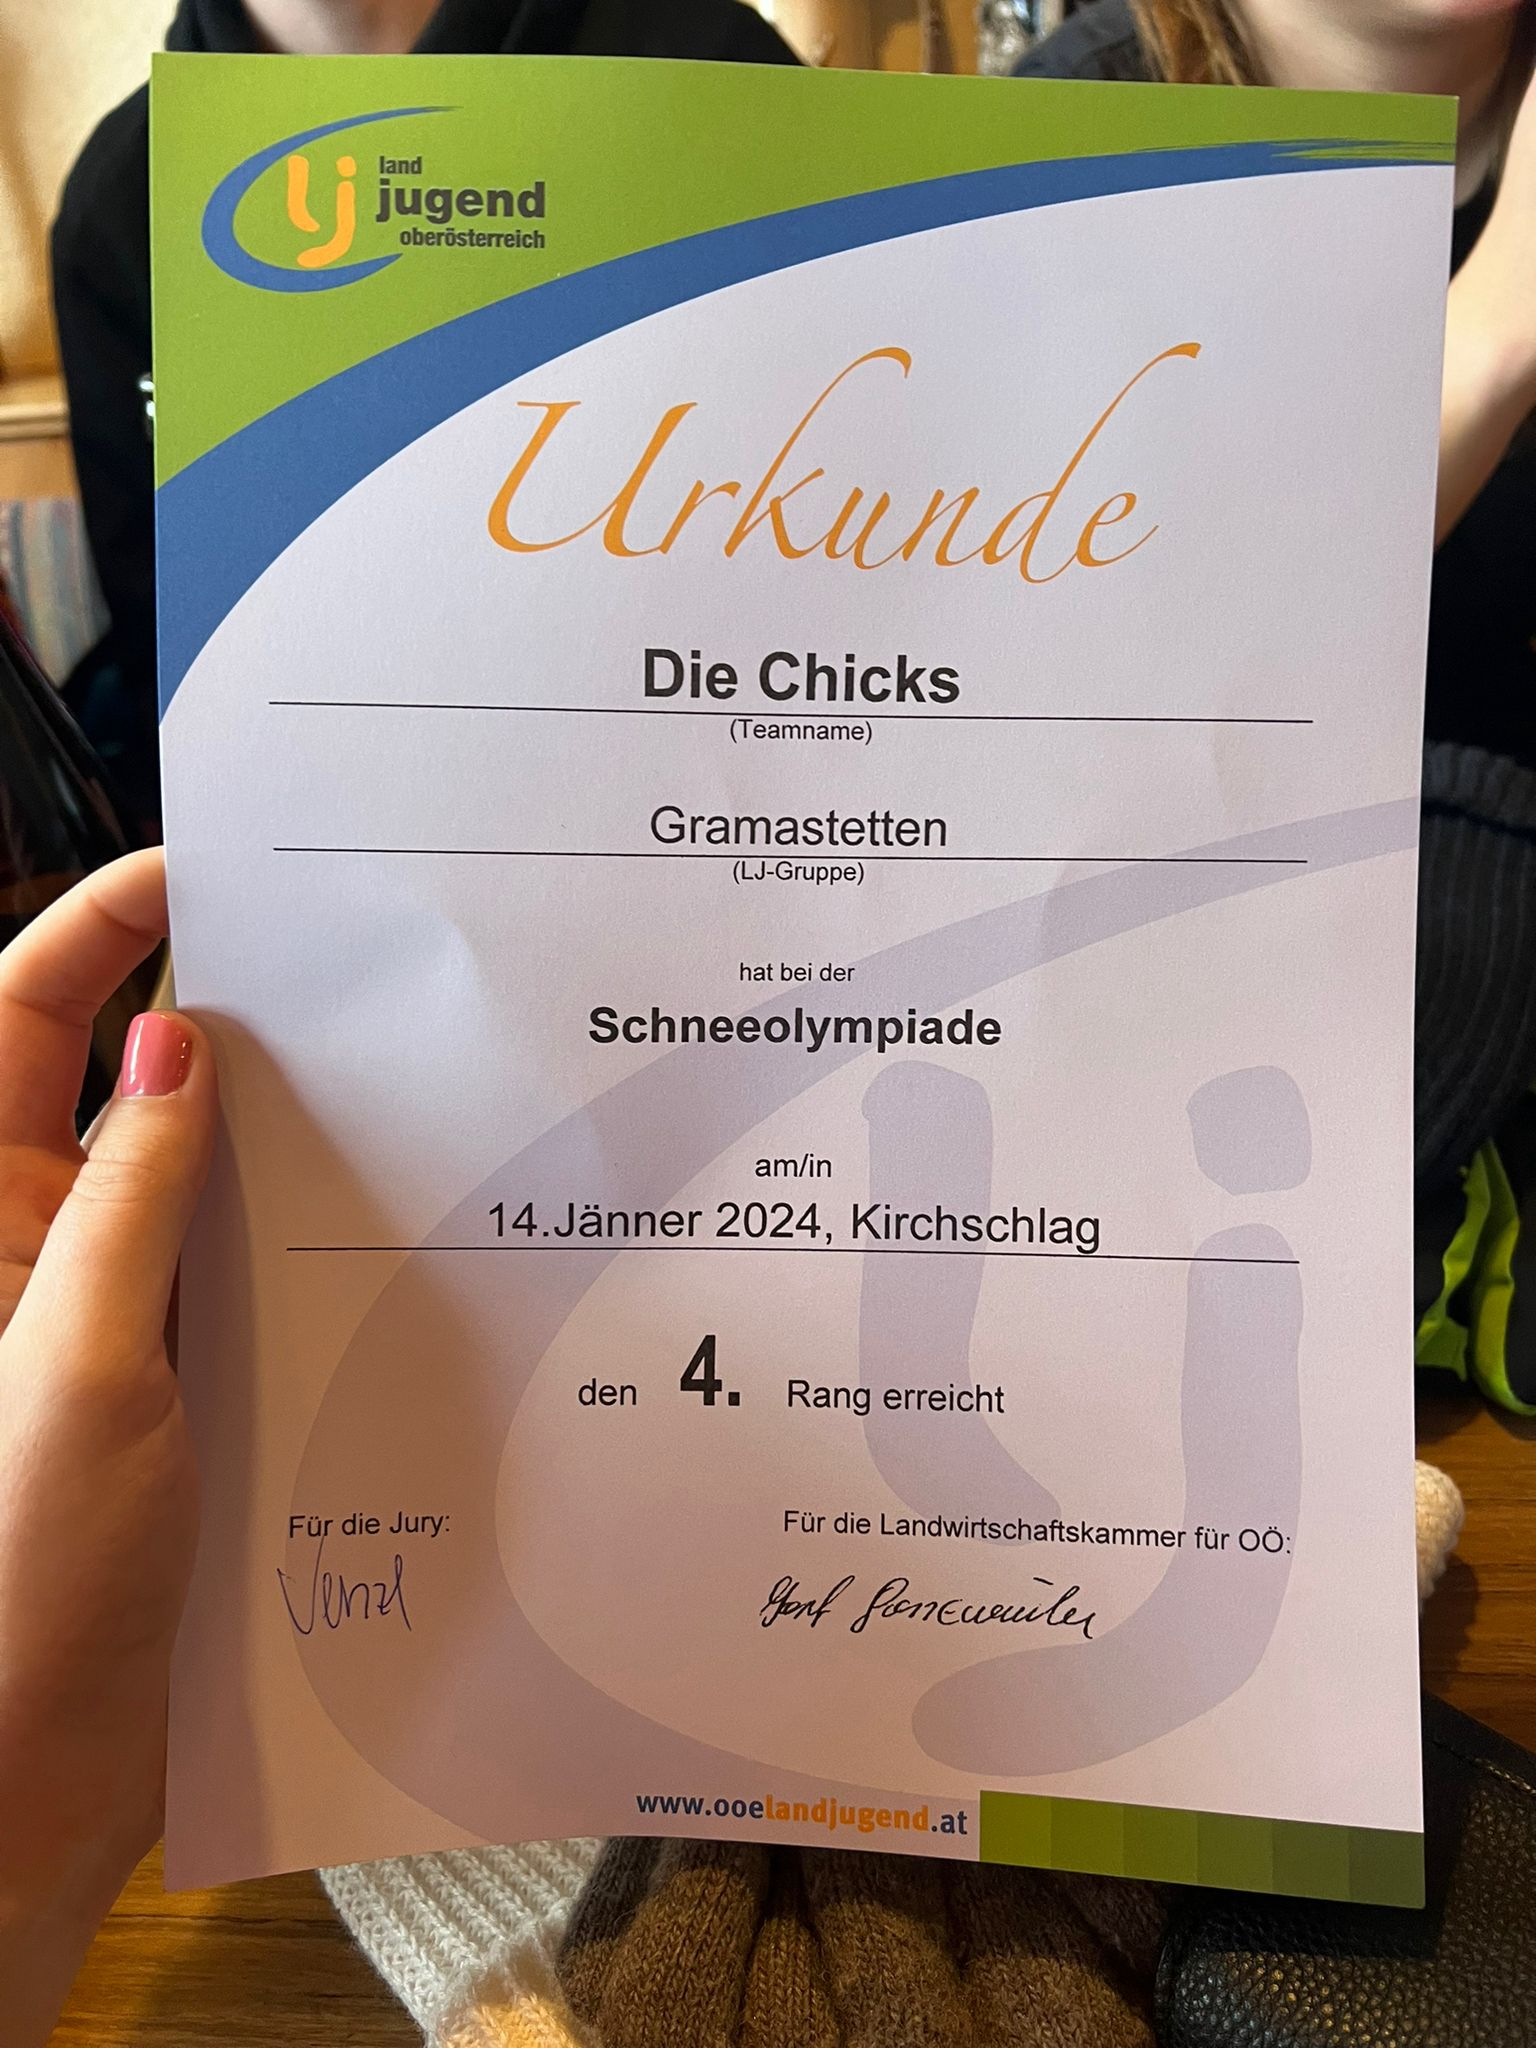 land
jugend
oberösterreich
Urkunde
Die Chicks
(Teamname)
Gramastetten
(LJ-Gruppe)
hat bei der
Schneeolympiade
am/in
14.Jänner 2024, Kirchschlag
den 4. Rang erreicht
Für die Jury:
Für die Landwirtschaftskammer für OÖ:
www.ooelandjugend.at